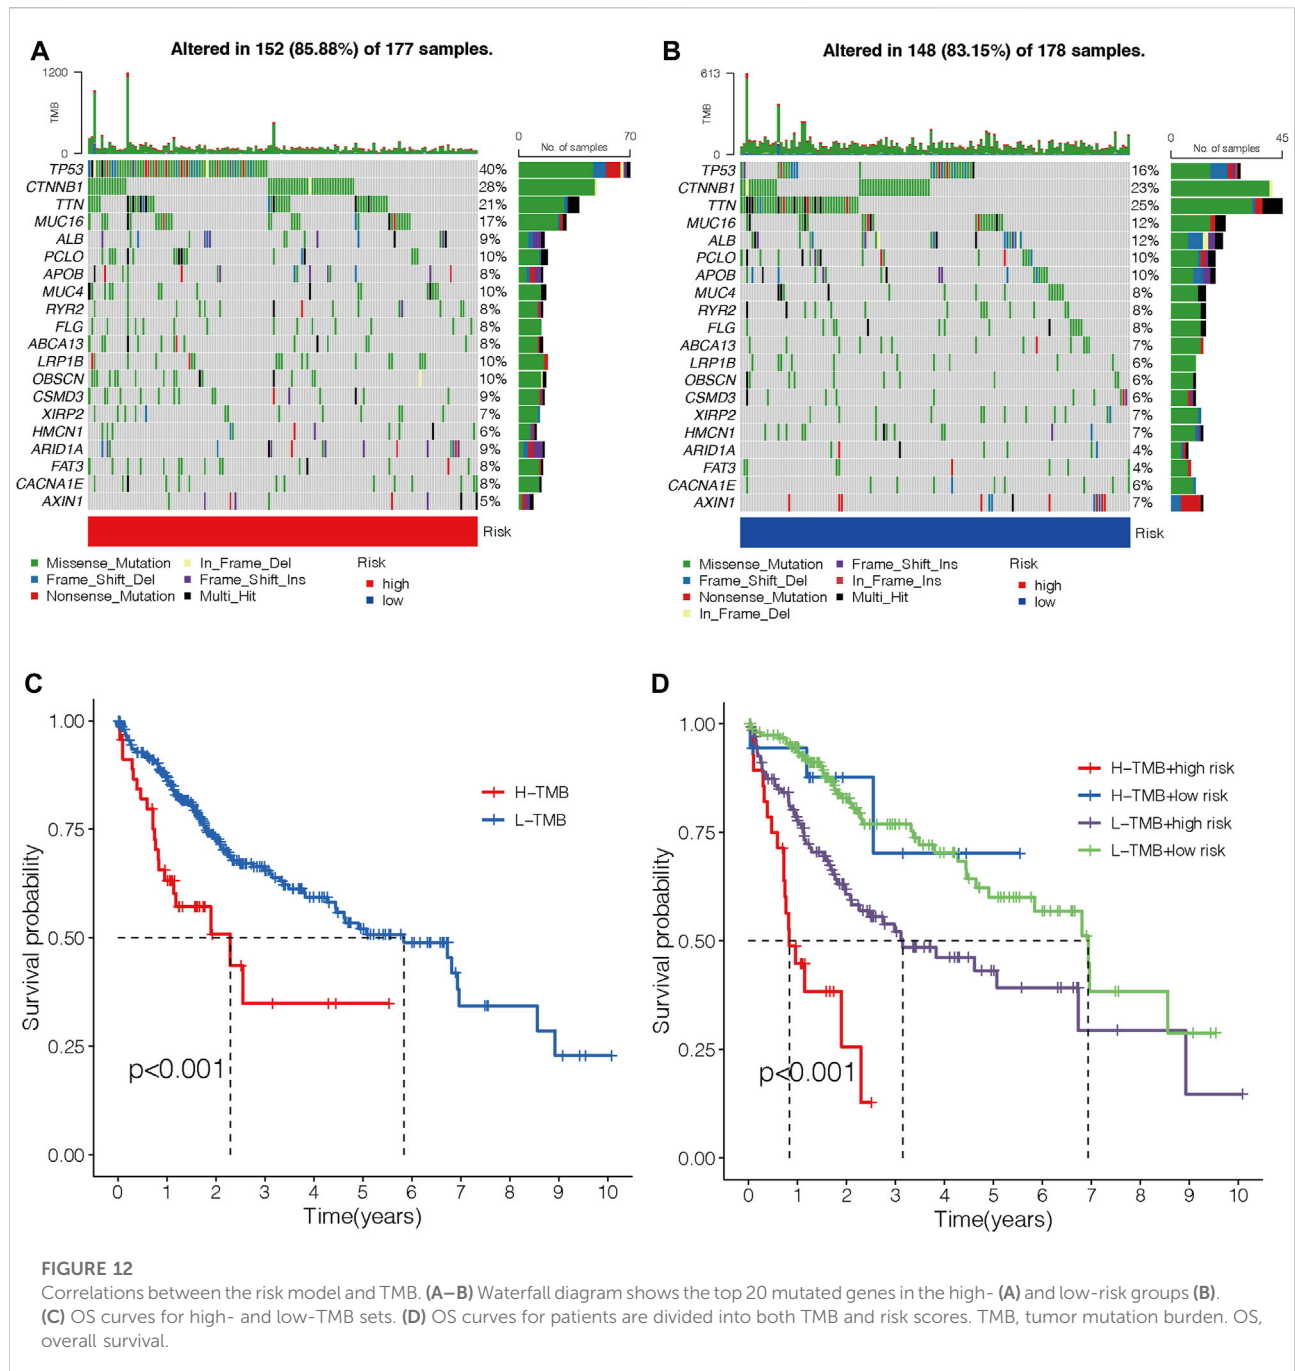 A
Altered in 152 (85.88%) of 177 samples.
1200
TMB
0
0 70
No. of samples
TP53 40%
CTNNB1 28%
TTN 21%
MUC16 17%
ALB 9%
PCLO 10%
APOB 8%
MUC4 10%
RYR2 8%
FLG 8%
ABCA13 8%
LRP1B 10%
OBSCN 10%
CSMD3 9%
XIRP2 7%
HMCN1 6%
ARID1A 9%
FAT3 8%
CACNA1E 8%
AXIN1 5%
Risk
Missense_Mutation In_Frame_Del Risk
Frame_Shift_Del Frame_Shift_Ins high
Nonsense_Mutation Multi_Hit low
B
Altered in 148 (83.15%) of 178 samples.
613
TMB
0
0 45
No. of samples
TP53 16%
CTNNB1 23%
TTN 25%
MUC16 12%
ALB 12%
PCLO 10%
APOB 10%
MUC4 8%
RYR2 8%
FLG 8%
ABCA13 7%
LRP1B 6%
OBSCN 6%
CSMD3 6%
XIRP2 7%
HMCN1 7%
ARID1A 4%
FAT3 4%
CACNA1E 6%
AXIN1 7%
Risk
Missense_Mutation Frame_Shift_Ins Risk
Frame_Shift_Del In_Frame_Ins high
Nonsense_Mutation Multi_Hit low
In_Frame_Del
C
1.00
0.75
0.50
0.25
0.00
Survival probability
H-TMB
L-TMB
p<0.001
0 1 2 3 4 5 6 7 8 9 10
Time(years)
D
1.00
0.75
0.50
0.25
0.00
Survival probability
H-TMB+high risk
H-TMB+low risk
L-TMB+high risk
L-TMB+low risk
p<0.001
0 1 2 3 4 5 6 7 8 9 10
Time(years)
FIGURE 12
Correlations between the risk model and TMB. (A–B) Waterfall diagram shows the top 20 mutated genes in the high- (A) and low-risk groups (B).
(C) OS curves for high- and low-TMB sets. (D) OS curves for patients are divided into both TMB and risk scores. TMB, tumor mutation burden. OS,
overall survival.